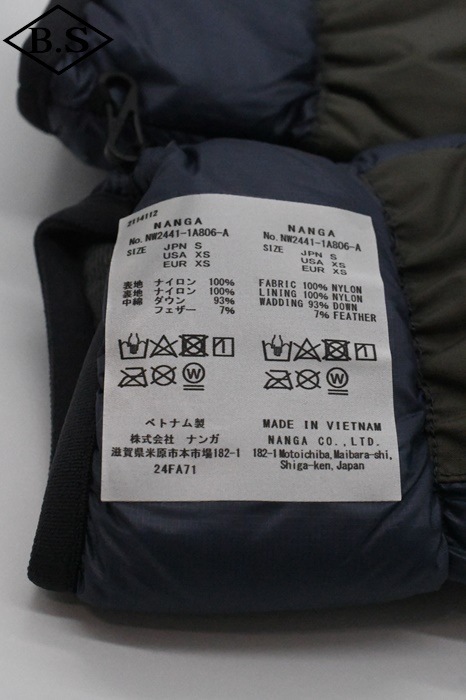 B.S
2114112
NANGA
No. NW2441-1A806-A
SIZE JPN S
USA XS
EUR XS
表地 ナイロン 100%
裏地 ナイロン 100%
中綿 ダウン 93%
フェザー 7%
W
ベトナム製
株式会社 ナンガ
滋賀県米原市本市場182-1
24FA71
NANGA
No. NW2441-1A806-A
SIZE JPN S
USA XS
EUR XS
FABRIC 100% NYLON
LINING 100% NYLON
WADDING 93% DOWN
7% FEATHER
W
MADE IN VIETNAM
NANGA CO.,LTD.
182-1 Motoichiba, Maibara-shi,
Shiga-ken, Japan